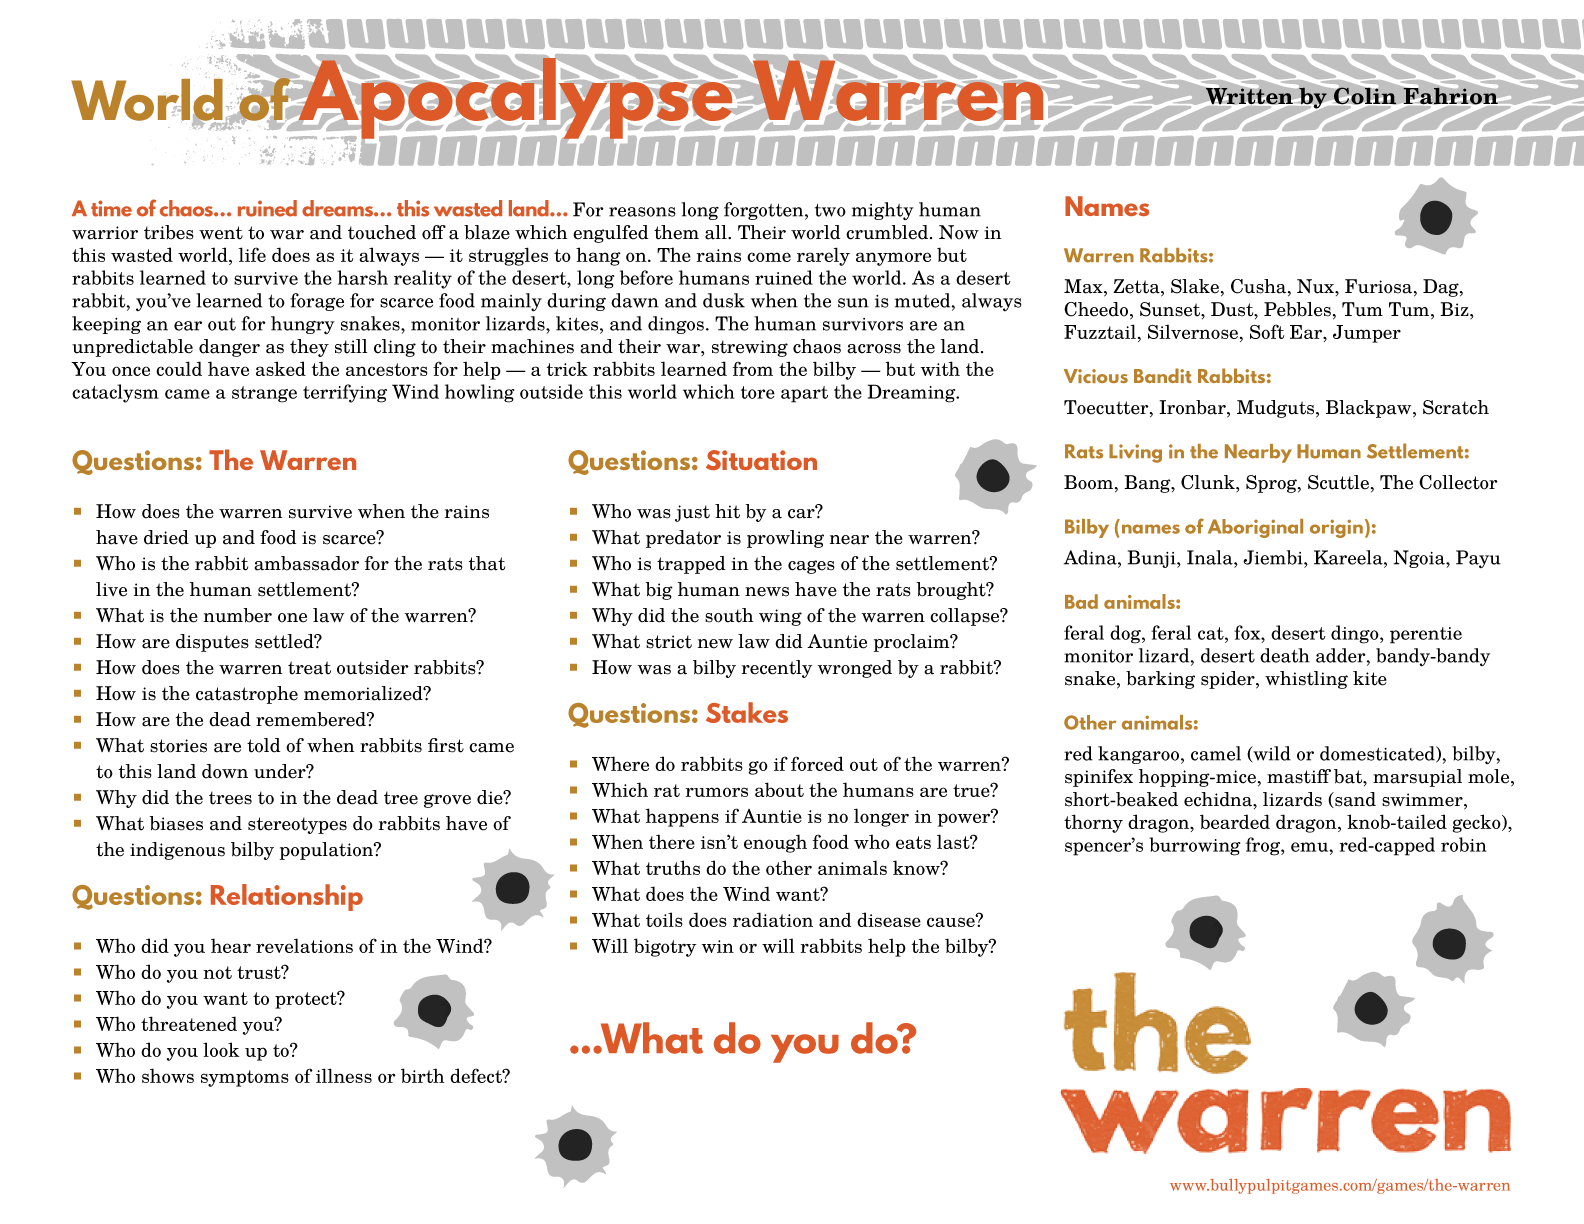 World of Apocalypse Warren
Written by Colin Fahrion
A time of chaos... ruined dreams... this wasted land... For reasons long forgotten, two mighty human
warrior tribes went to war and touched off a blaze which engulfed them all. Their world crumbled. Now in
this wasted world, life does as it always — it struggles to hang on. The rains come rarely anymore but
rabbits learned to survive the harsh reality of the desert, long before humans ruined the world. As a desert
rabbit, you've learned to forage for scarce food mainly during dawn and dusk when the sun is muted, always
keeping an ear out for hungry snakes, monitor lizards, kites, and dingos. The human survivors are an
unpredictable danger as they still cling to their machines and their war, strewing chaos across the land.
You once could have asked the ancestors for help — a trick rabbits learned from the bilby — but with the
cataclysm came a strange terrifying Wind howling outside this world which tore apart the Dreaming.
Questions: The Warren
▪ How does the warren survive when the rains
have dried up and food is scarce?
▪ Who is the rabbit ambassador for the rats that
live in the human settlement?
▪ What is the number one law of the warren?
▪ How are disputes settled?
▪ How does the warren treat outsider rabbits?
▪ How is the catastrophe memorialized?
▪ How are the dead remembered?
▪ What stories are told of when rabbits first came
to this land down under?
▪ Why did the trees to in the dead tree grove die?
▪ What biases and stereotypes do rabbits have of
the indigenous bilby population?
Questions: Relationship
▪ Who did you hear revelations of in the Wind?
▪ Who do you not trust?
▪ Who do you want to protect?
▪ Who threatened you?
▪ Who do you look up to?
▪ Who shows symptoms of illness or birth defect?
Questions: Situation
▪ Who was just hit by a car?
▪ What predator is prowling near the warren?
▪ Who is trapped in the cages of the settlement?
▪ What big human news have the rats brought?
▪ Why did the south wing of the warren collapse?
▪ What strict new law did Auntie proclaim?
▪ How was a bilby recently wronged by a rabbit?
Questions: Stakes
▪ Where do rabbits go if forced out of the warren?
▪ Which rat rumors about the humans are true?
▪ What happens if Auntie is no longer in power?
▪ When there isn't enough food who eats last?
▪ What truths do the other animals know?
▪ What does the Wind want?
▪ What toils does radiation and disease cause?
▪ Will bigotry win or will rabbits help the bilby?
...What do you do?
Names
Warren Rabbits:
Max, Zetta, Slake, Cusha, Nux, Furiosa, Dag,
Cheedo, Sunset, Dust, Pebbles, Tum Tum, Biz,
Fuzztail, Silvernose, Soft Ear, Jumper
Vicious Bandit Rabbits:
Toecutter, Ironbar, Mudguts, Blackpaw, Scratch
Rats Living in the Nearby Human Settlement:
Boom, Bang, Clunk, Sprog, Scuttle, The Collector
Bilby (names of Aboriginal origin):
Adina, Bunji, Inala, Jiembi, Kareela, Ngoia, Payu
Bad animals:
feral dog, feral cat, fox, desert dingo, perentie
monitor lizard, desert death adder, bandy-bandy
snake, barking spider, whistling kite
Other animals:
red kangaroo, camel (wild or domesticated), bilby,
spinifex hopping-mice, mastiff bat, marsupial mole,
short-beaked echidna, lizards (sand swimmer,
thorny dragon, bearded dragon, knob-tailed gecko),
spencer's burrowing frog, emu, red-capped robin
the
warren
www.bullypulpitgames.com/games/the-warren